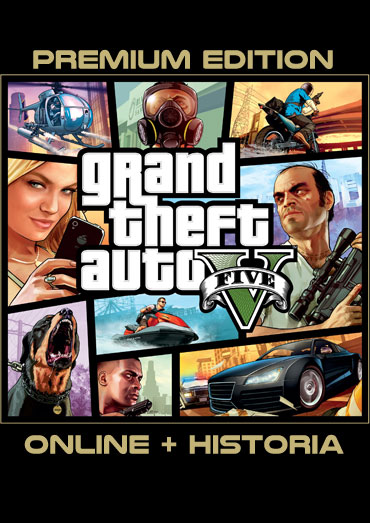 PREMIUM EDITION
grand
theft
auto V
FIVE
ONLINE + HISTORIA